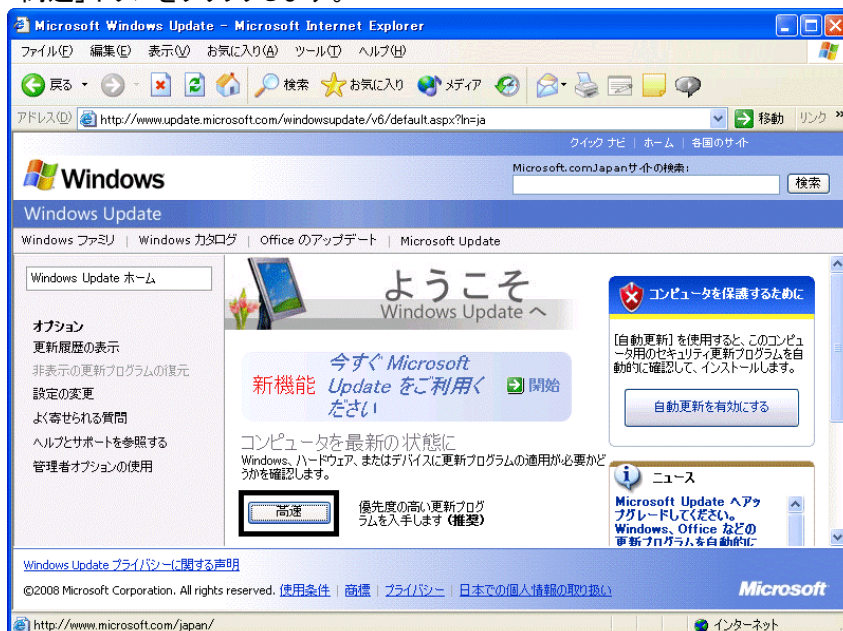 Microsoft Windows Update - Microsoft Internet Explorer
ファイル(F) 編集(E) 表示(V) お気に入り(A) ツール(T) ヘルプ(H)
戻る 検索 お気に入り メディア
アドレス(D) http://www.update.microsoft.com/windowsupdate/v6/default.aspx?ln=ja 移動 リンク »
クイック ナビ | ホーム | 各国のサイト
Windows
Microsoft.comJapanサイトの検索:
検索
Windows Update
Windows ファミリ | Windows カタログ | Office のアップデート | Microsoft Update
Windows Update ホーム
オプション
更新履歴の表示
非表示の更新プログラムの復元
設定の変更
よく寄せられる質問
ヘルプとサポートを参照する
管理者オプションの使用
ようこそ
Windows Update へ
新機能
今すぐ Microsoft
Update をご利用く
ださい
開始
コンピュータを最新の状態に
Windows、ハードウェア、またはデバイスに更新プログラムの適用が必要かど
うかを確認します。
高速
優先度の高い更新プログ
ラムを入手します (推奨)
コンピュータを保護するために
[自動更新] を使用すると、このコンピュ
ータ用のセキュリティ更新プログラムを自
動的に確認して、インストールします。
自動更新を有効にする
ニュース
Microsoft Update へアッ
プグレードしてください。
Windows、Office などの
更新プログラムを自動的に
Windows Update プライバシーに関する声明
©2008 Microsoft Corporation. All rights reserved. 使用条件 | 商標 | プライバシー | 日本での個人情報の取り扱い
Microsoft
http://www.microsoft.com/japan/ インターネット